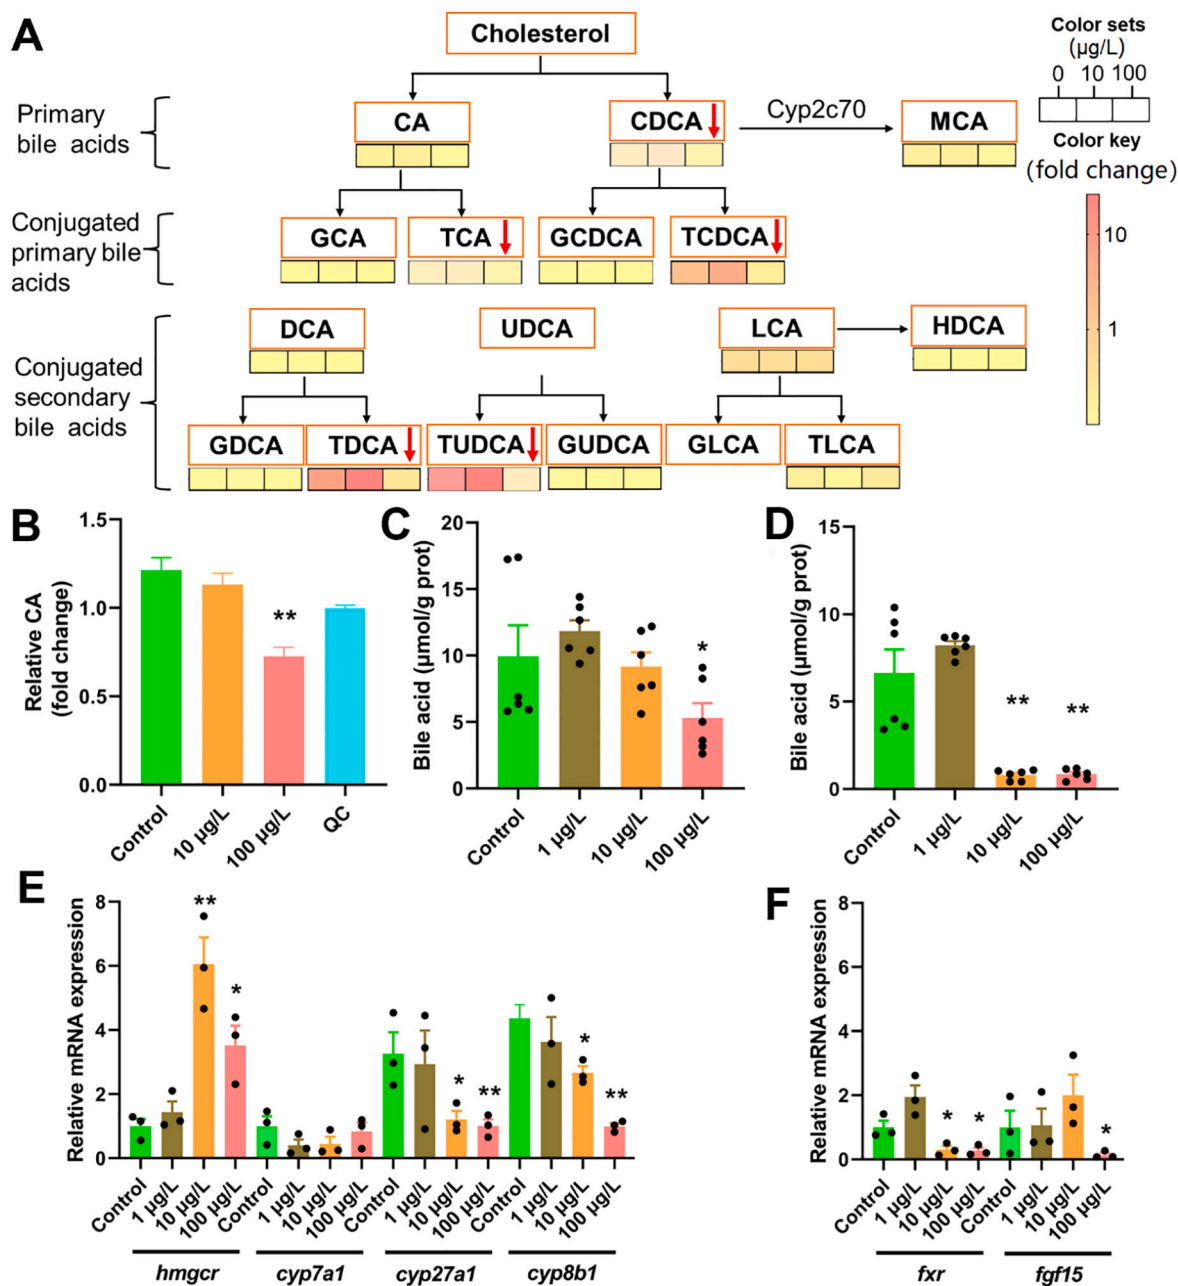 A
Cholesterol
Color sets
(µg/L)
0 10 100
Primary
bile acids
CA
CDCA
Cyp2c70
MCA
Color key
(fold change)
10
1
Conjugated
primary bile
acids
GCA
TCA
GCDCA
TCDCA
Conjugated
secondary
bile acids
DCA
UDCA
LCA
HDCA
GDCA
TDCA
TUDCA
GUDCA
GLCA
TLCA
B
Relative CA
(fold change)
1.5
1.0
0.5
0.0
**
Control
10 µg/L
100 µg/L
QC
C
Bile acid (µmol/g prot)
20
15
10
5
0
*
Control
1 µg/L
10 µg/L
100 µg/L
D
Bile acid (µmol/g prot)
15
10
5
0
**
**
Control
1 µg/L
10 µg/L
100 µg/L
E
Relative mRNA expression
8
6
4
2
0
**
*
*
**
*
**
Control
1 µg/L
10 µg/L
100 µg/L
Control
1 µg/L
10 µg/L
100 µg/L
Control
1 µg/L
10 µg/L
100 µg/L
Control
1 µg/L
10 µg/L
100 µg/L
hmgcr
cyp7a1
cyp27a1
cyp8b1
F
Relative mRNA expression
8
6
4
2
0
*
*
*
Control
1 µg/L
10 µg/L
100 µg/L
Control
1 µg/L
10 µg/L
100 µg/L
fxr
fgf15